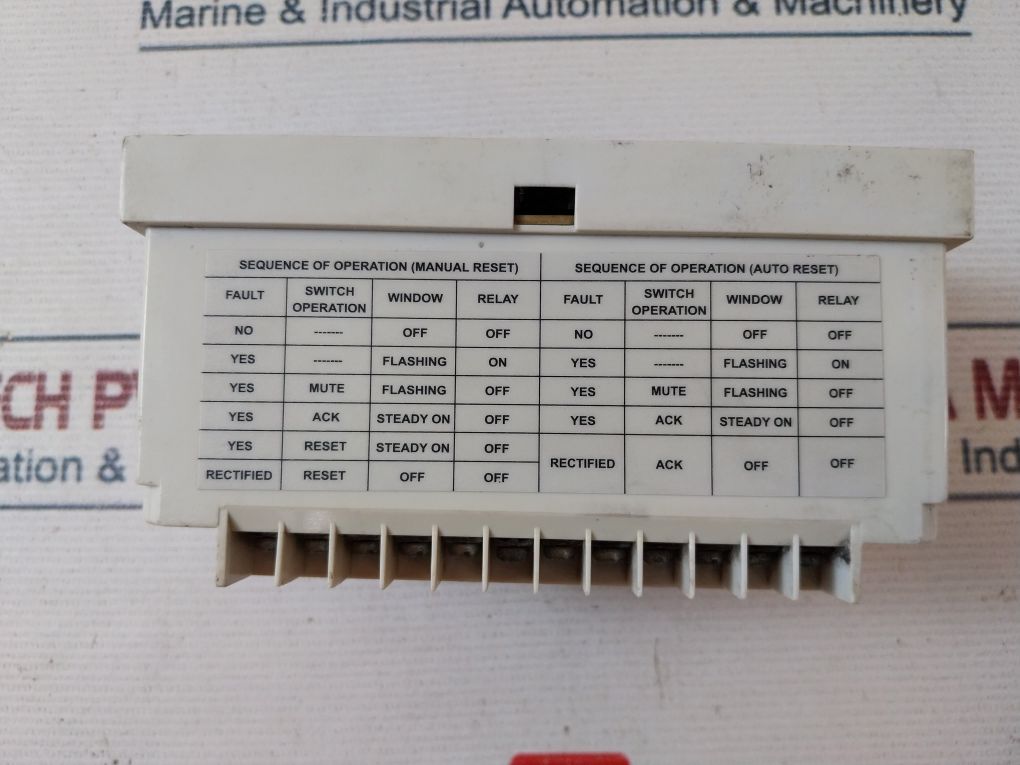 Marine & Industrial Automation & Machinery
SEQUENCE OF OPERATION (MANUAL RESET) SEQUENCE OF OPERATION (AUTO RESET)
FAULT SWITCH OPERATION WINDOW RELAY FAULT SWITCH OPERATION WINDOW RELAY
NO ------- OFF OFF NO ------- OFF OFF
YES ------- FLASHING ON YES ------- FLASHING ON
YES MUTE FLASHING OFF YES MUTE FLASHING OFF
YES ACK STEADY ON OFF YES ACK STEADY ON OFF
YES RESET STEADY ON OFF RECTIFIED ACK OFF OFF
RECTIFIED RESET OFF OFF
CH P
M
ation &
Ind